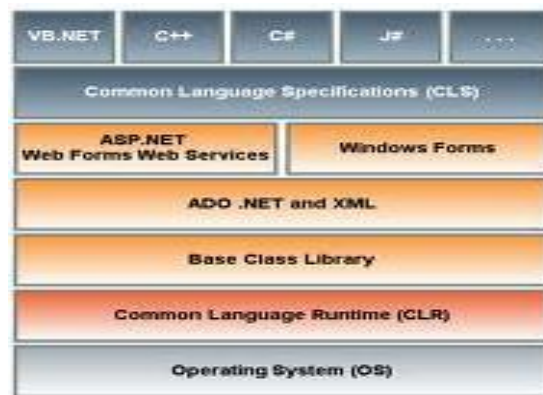 VB.NET C++ C# J# ...
Common Language Specifications (CLS)
ASP.NET
Web Forms Web Services
Windows Forms
ADO .NET and XML
Base Class Library
Common Language Runtime (CLR)
Operating System (OS)